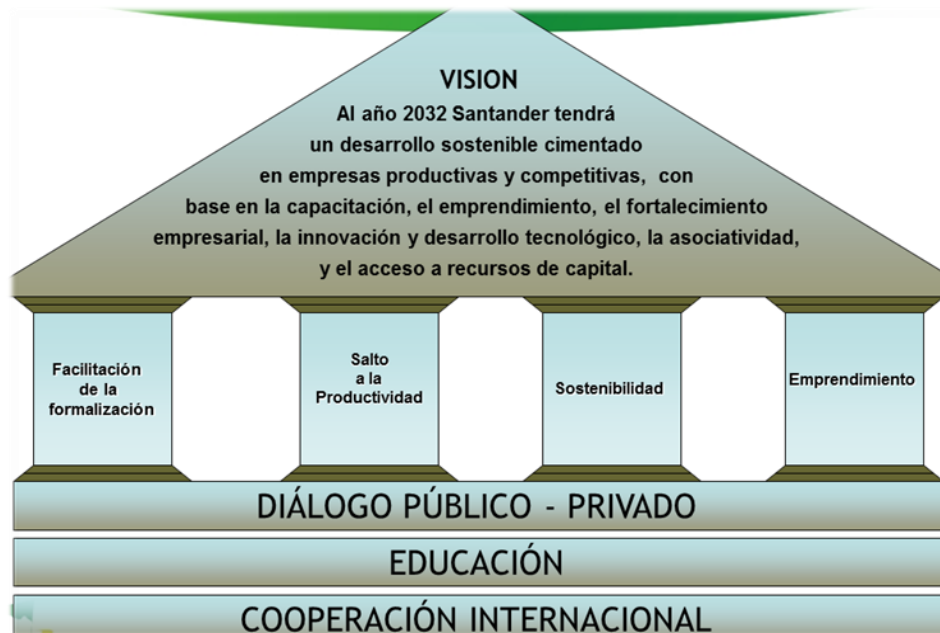 VISION
Al año 2032 Santander tendrá
un desarrollo sostenible cimentado
en empresas productivas y competitivas, con
base en la capacitación, el emprendimiento, el fortalecimiento
empresarial, la innovación y desarrollo tecnológico, la asociatividad,
y el acceso a recursos de capital.
Facilitación
de la
formalización
Salto
a la
Productividad
Sostenibilidad
Emprendimiento
DIÁLOGO PÚBLICO - PRIVADO
EDUCACIÓN
COOPERACIÓN INTERNACIONAL